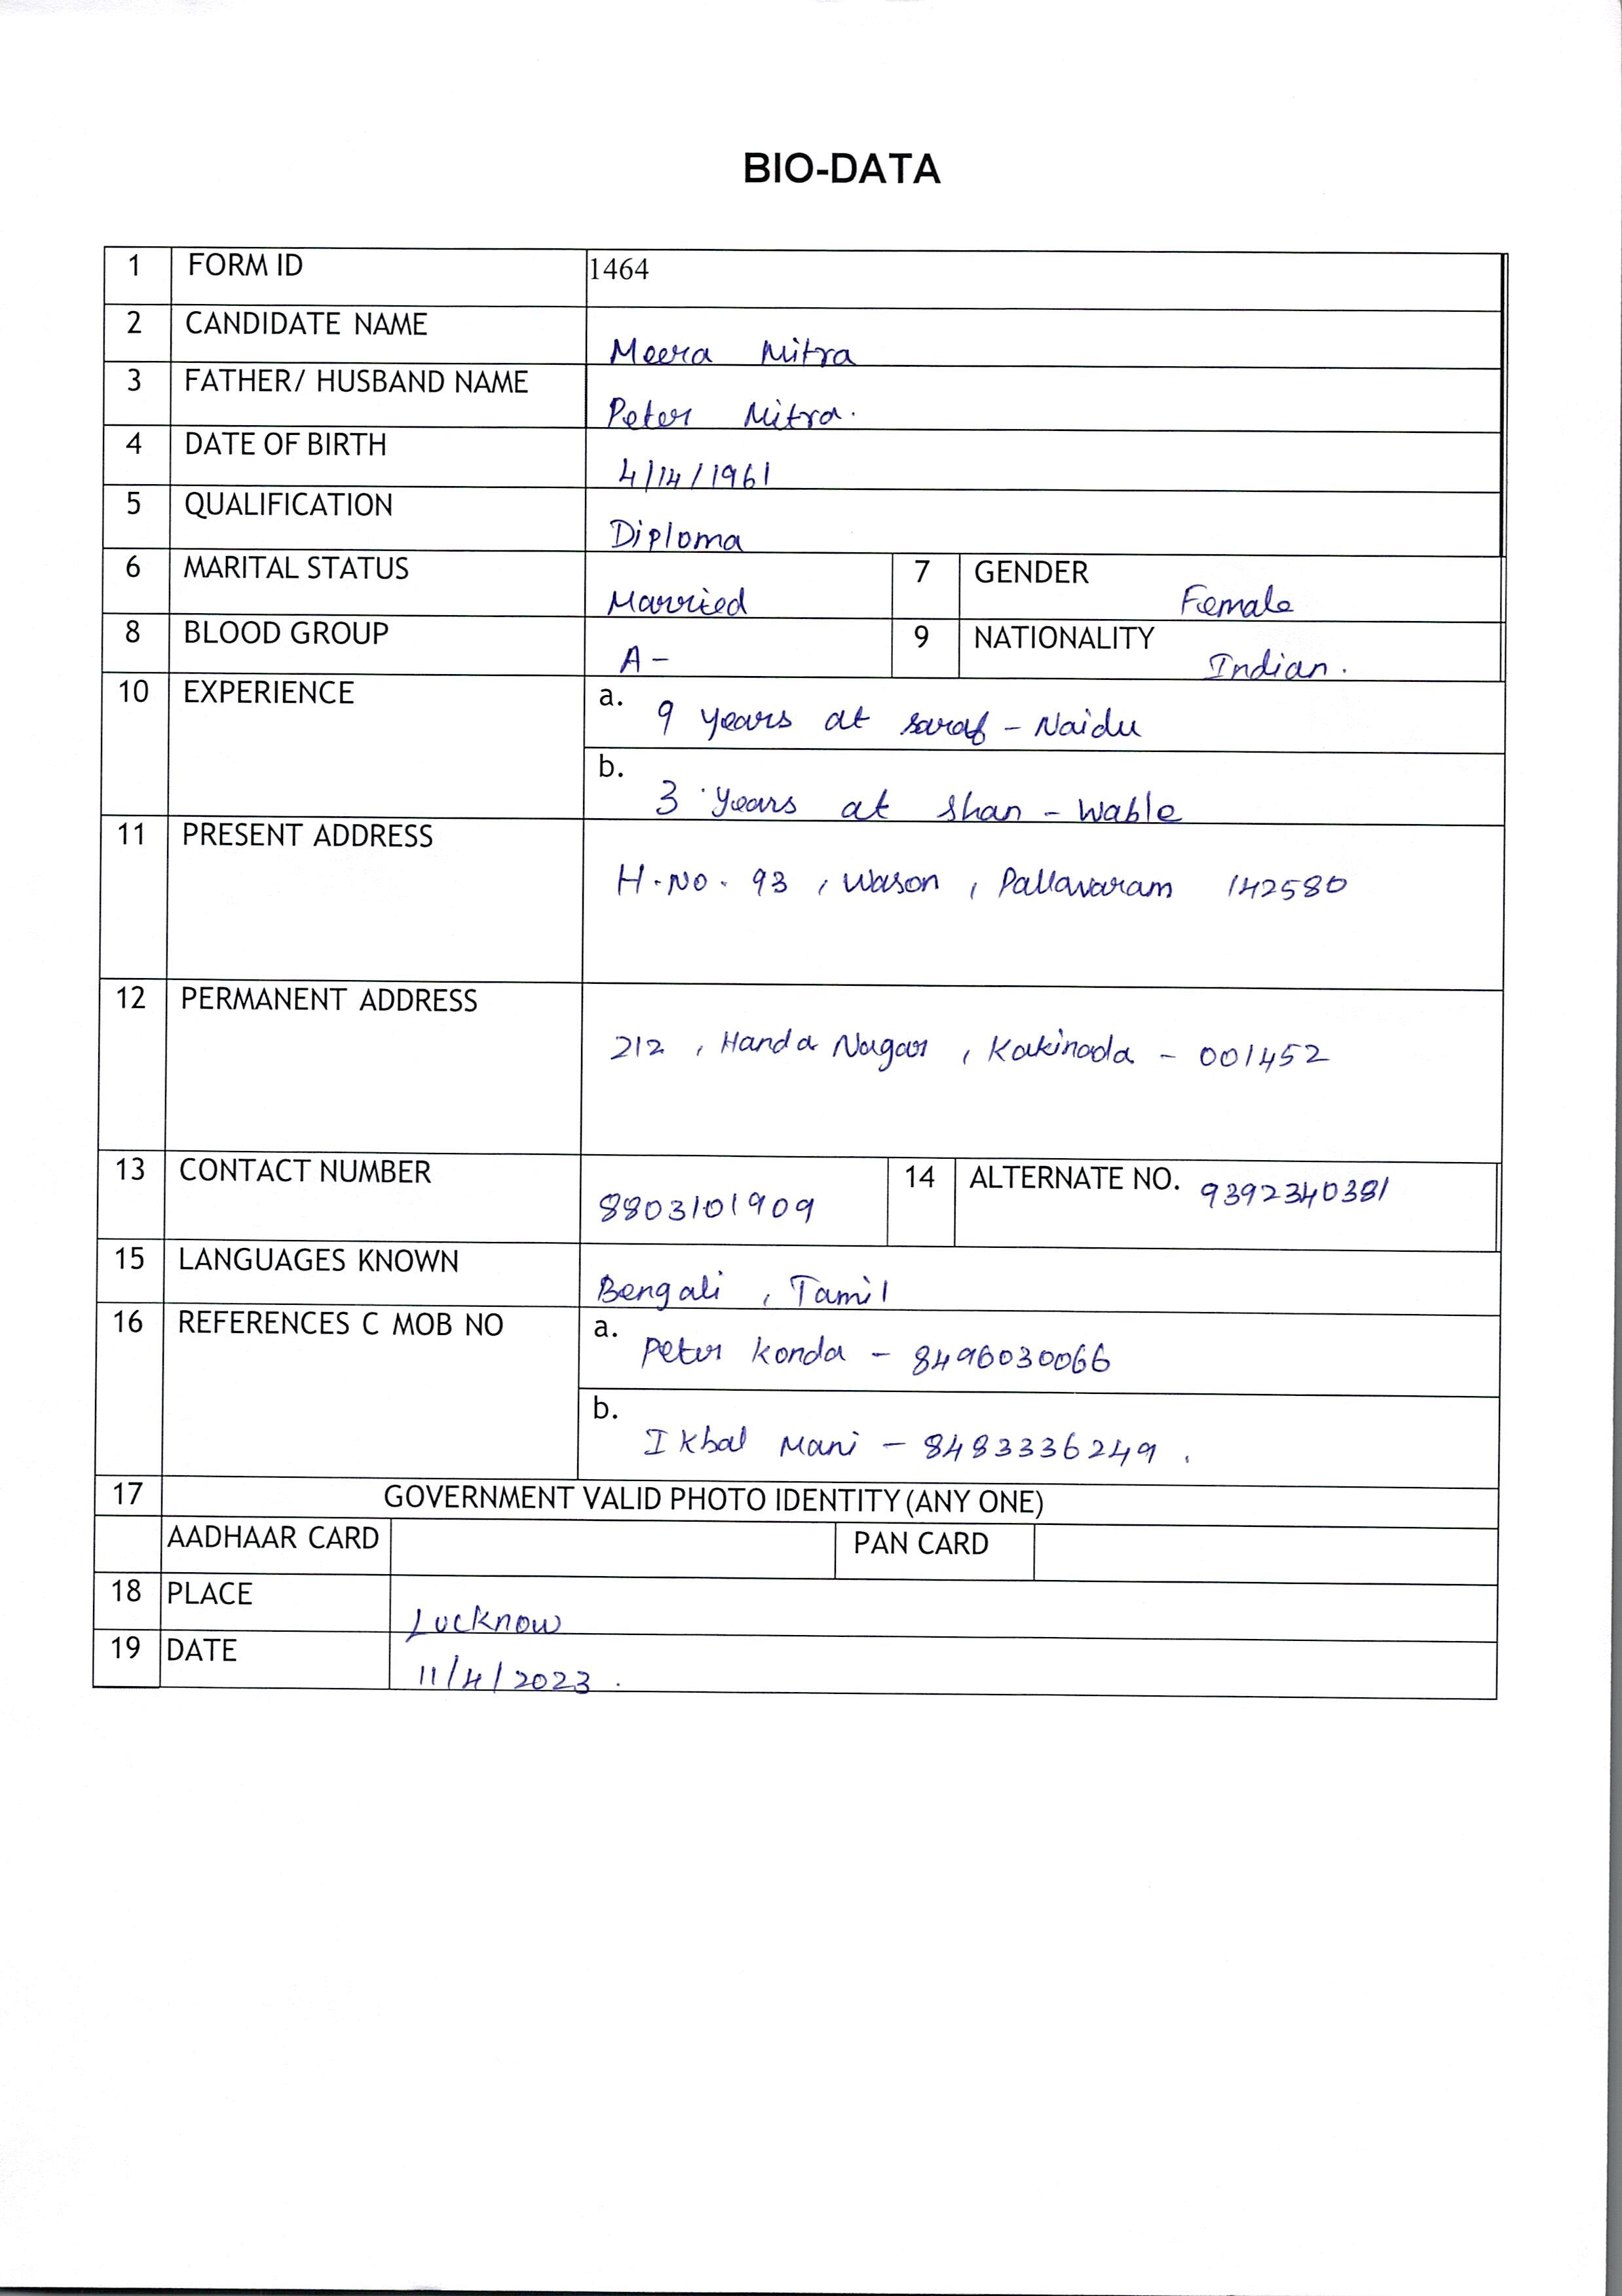 BIO-DATA
1 FORM ID 1464
2 CANDIDATE NAME Meera Mitra
3 FATHER/ HUSBAND NAME Peter Mitra.
4 DATE OF BIRTH 4/14/1961
5 QUALIFICATION Diploma
6 MARITAL STATUS Married 7 GENDER Female
8 BLOOD GROUP A- 9 NATIONALITY Indian.
10 EXPERIENCE a. 9 years at saraf - Naidu
b. 3 years at shan - Wable
11 PRESENT ADDRESS
H.No. 93, Wason, Pallavaram 142580
12 PERMANENT ADDRESS
212, Handa Nagar, Kakinada - 001452
13 CONTACT NUMBER 8803101909 14 ALTERNATE NO. 9392340381
15 LANGUAGES KNOWN Bengali, Tamil
16 REFERENCES C MOB NO a. Peter Konda - 8496030066
b. Ikbal Mani - 8483336249.
17 GOVERNMENT VALID PHOTO IDENTITY (ANY ONE)
AADHAAR CARD PAN CARD
18 PLACE Lucknow
19 DATE 11/4/2023.